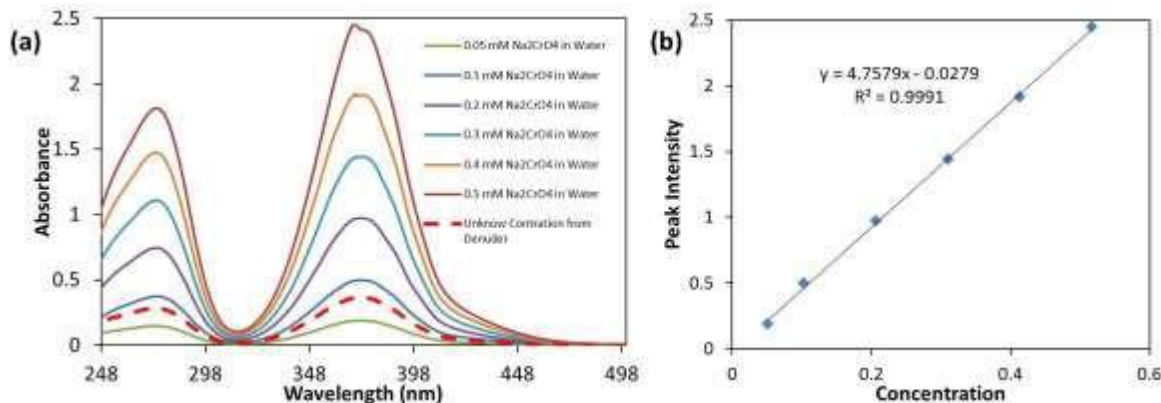 (a)
2.5
2
1.5
1
0.5
0
Absorbance
248 298 348 398 448 498
Wavelength (nm)
0.05 mM Na2CrO4 in Water
0.1 mM Na2CrO4 in Water
0.2 mM Na2CrO4 in Water
0.3 mM Na2CrO4 in Water
0.4 mM Na2CrO4 in Water
0.5 mM Na2CrO4 in Water
Unknow from
Denuder
(b)
2.5
2
1.5
1
0.5
0
Peak Intensity
y = 4.7579x - 0.0279
R² = 0.9991
0 0.2 0.4 0.6
Concentration